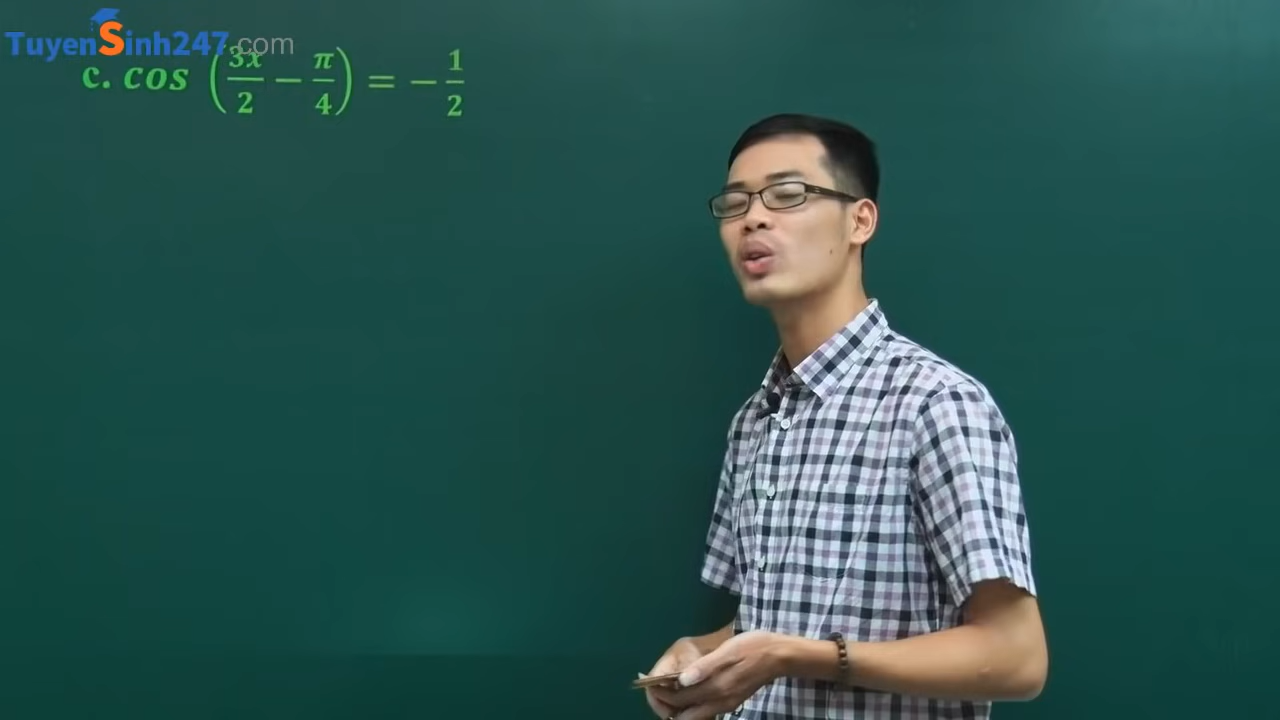 TuyenSinh247.com
c. cos (3x/2 − π/4) = − 1/2